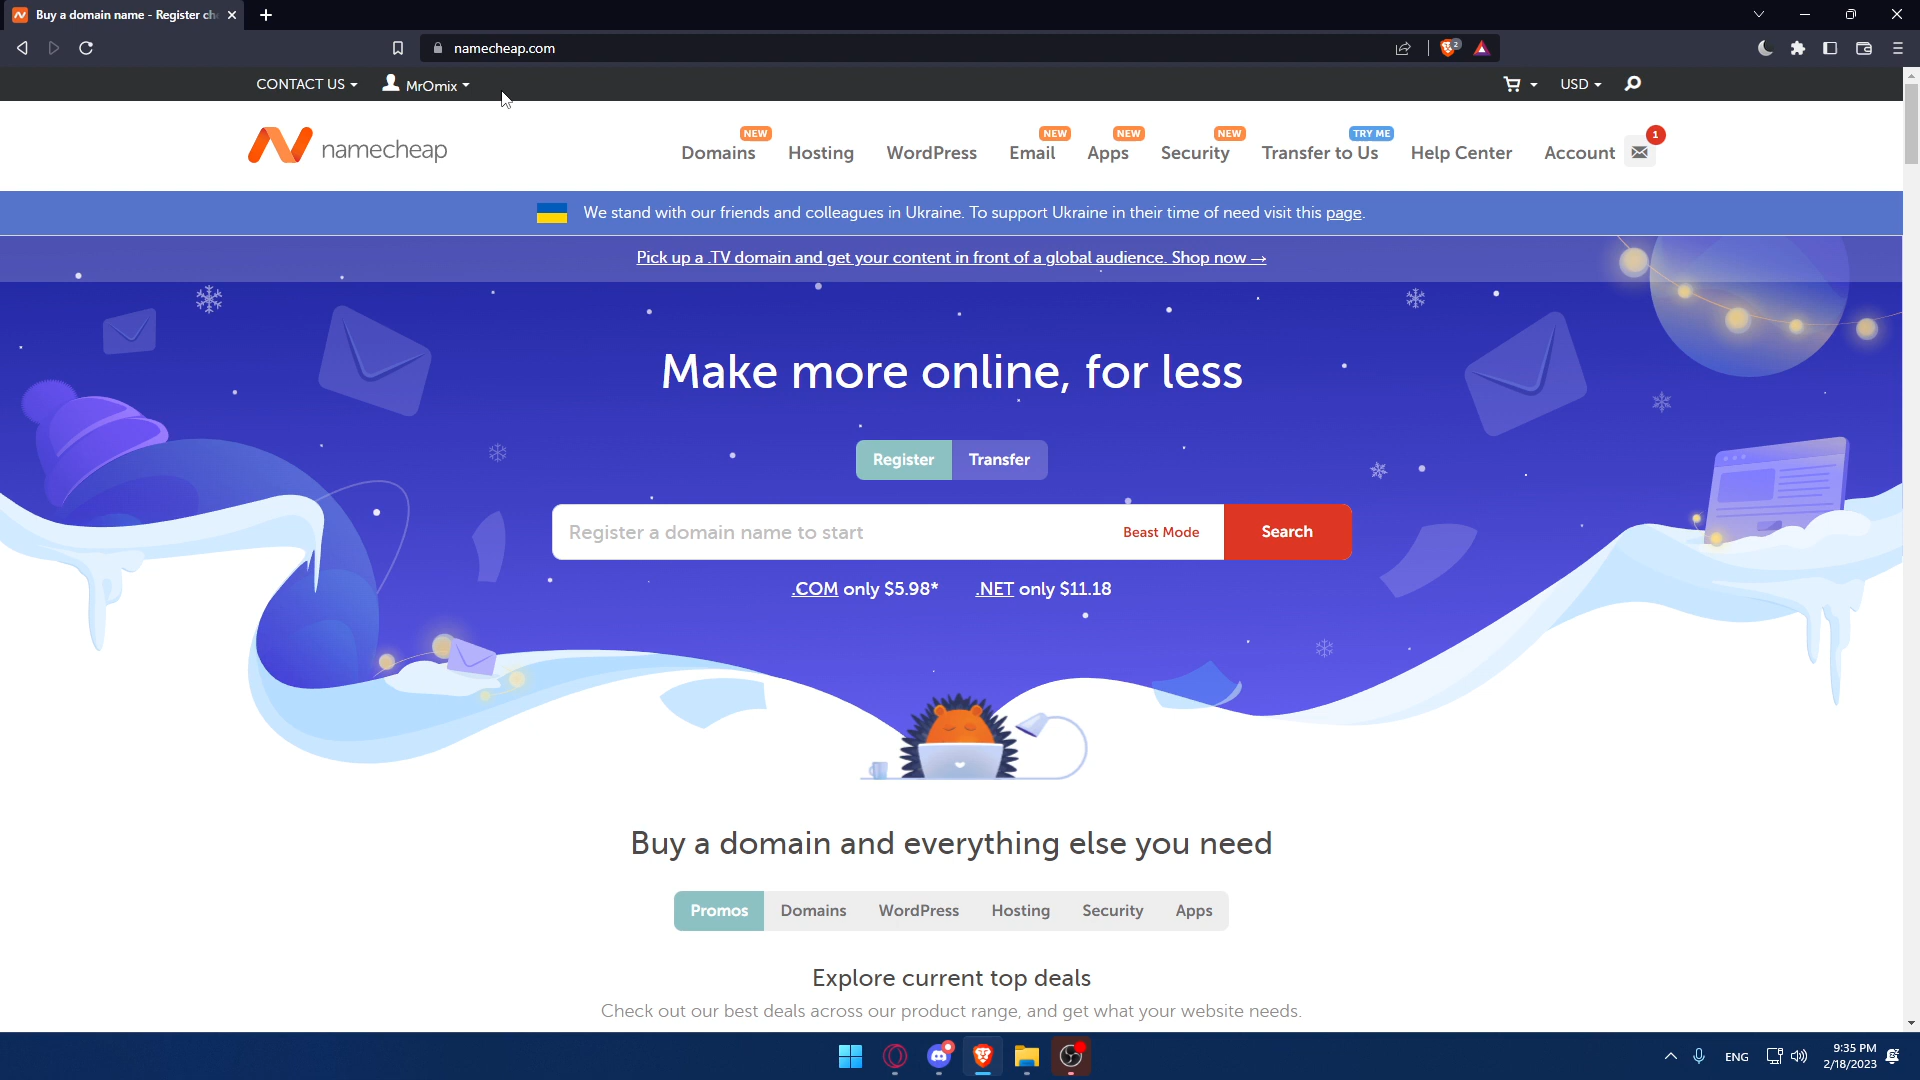 Buy a domain name - Register ch
namecheap.com
2
CONTACT US
MrOmix
USD
namecheap
NEW
NEW
NEW
NEW
TRY ME
1
Domains
Hosting
WordPress
Email
Apps
Security
Transfer to Us
Help Center
Account
We stand with our friends and colleagues in Ukraine. To support Ukraine in their time of need visit this page.
Pick up a .TV domain and get your content in front of a global audience. Shop now →
Make more online, for less
Register
Transfer
Register a domain name to start
Beast Mode
Search
.COM only $5.98*
.NET only $11.18
Buy a domain and everything else you need
Promos
Domains
WordPress
Hosting
Security
Apps
Explore current top deals
Check out our best deals across our product range, and get what your website needs.
ENG
9:35 PM
2/18/2023